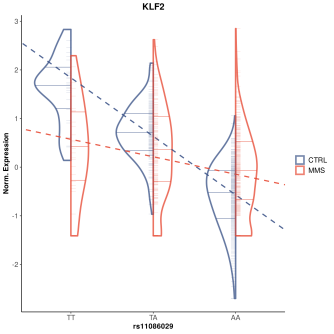 KLF2
Norm. Expression
3
2
1
0
-1
-2
TT
TA
AA
rs11086029
CTRL
MMS